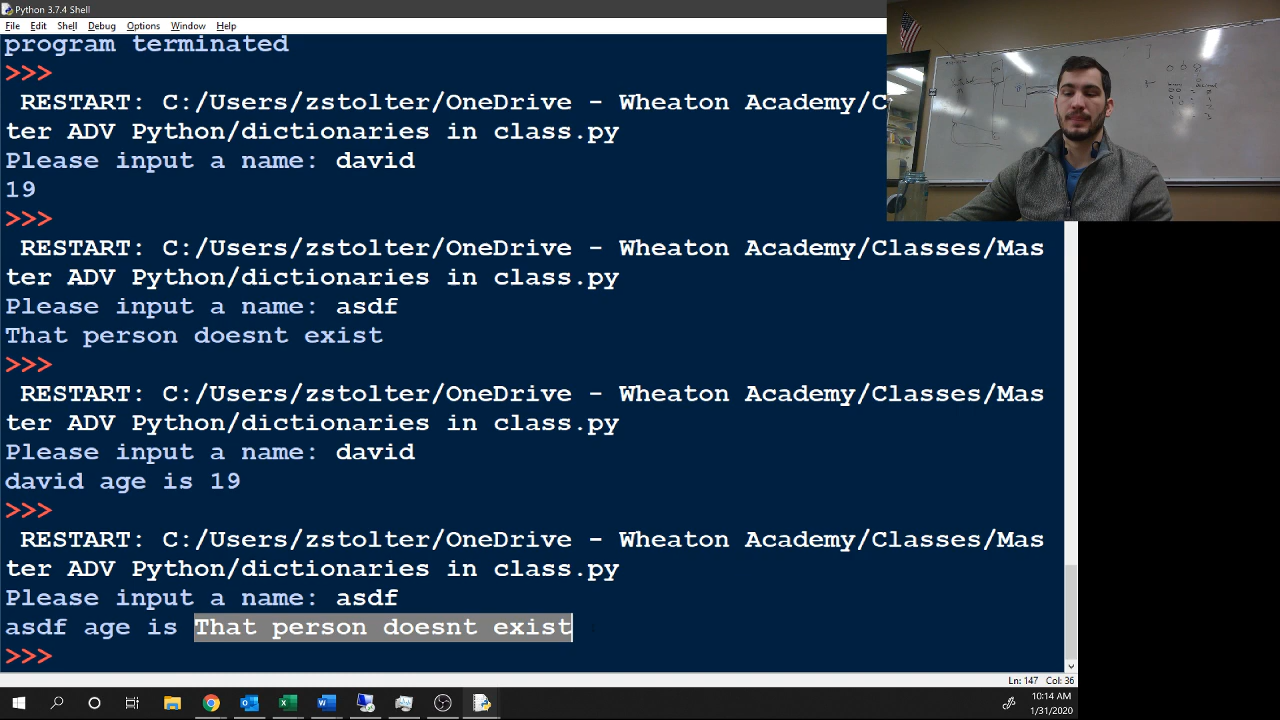 Python 3.7.4 Shell
File Edit Shell Debug Options Window Help
program terminated
>>>
RESTART: C:/Users/zstolter/OneDrive - Wheaton Academy/C
ter ADV Python/dictionaries in class.py
Please input a name: david
19
>>>
RESTART: C:/Users/zstolter/OneDrive - Wheaton Academy/Classes/Mas
ter ADV Python/dictionaries in class.py
Please input a name: asdf
That person doesnt exist
>>>
RESTART: C:/Users/zstolter/OneDrive - Wheaton Academy/Classes/Mas
ter ADV Python/dictionaries in class.py
Please input a name: david
david age is 19
>>>
RESTART: C:/Users/zstolter/OneDrive - Wheaton Academy/Classes/Mas
ter ADV Python/dictionaries in class.py
Please input a name: asdf
asdf age is That person doesnt exist
>>>
Ln: 147 Col: 36
10:14 AM
1/31/2020